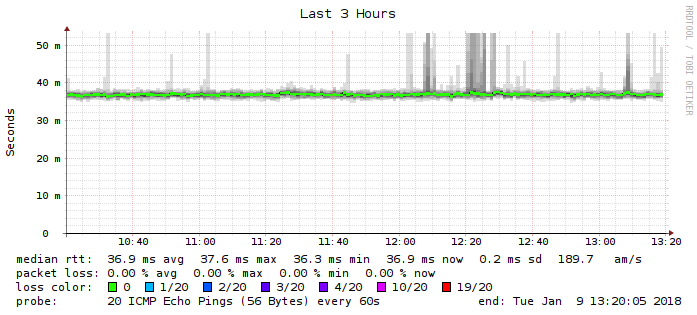 Last 3 Hours
RRDTOOL / TOBI OETIKER
Seconds
50 m
40 m
30 m
20 m
10 m
0
10:40 11:00 11:20 11:40 12:00 12:20 12:40 13:00 13:20
median rtt: 36.9 ms avg 37.6 ms max 36.3 ms min 36.9 ms now 0.2 ms sd 189.7 am/s
packet loss: 0.00 % avg 0.00 % max 0.00 % min 0.00 % now
loss color: 0 1/20 2/20 3/20 4/20 10/20 19/20
probe: 20 ICMP Echo Pings (56 Bytes) every 60s end: Tue Jan 9 13:20:05 2018